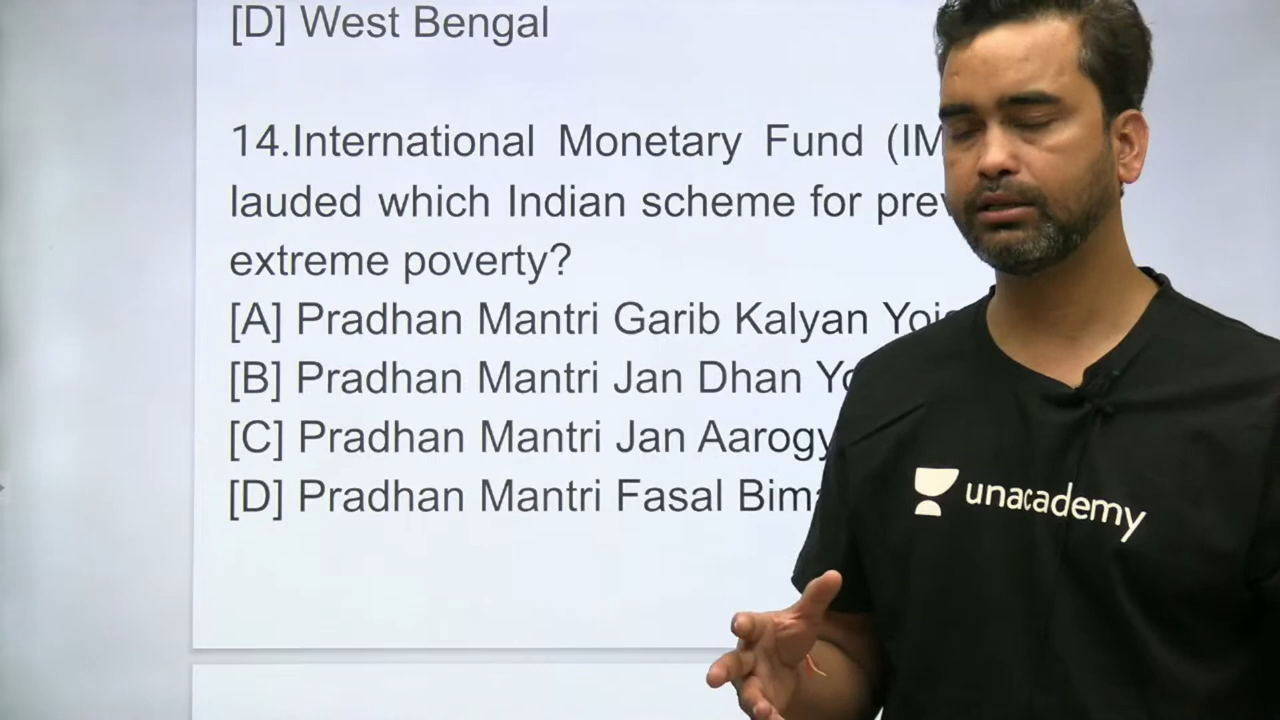 [D] West Bengal
14.International Monetary Fund (IM
lauded which Indian scheme for prev
extreme poverty?
[A] Pradhan Mantri Garib Kalyan Yoj
[B] Pradhan Mantri Jan Dhan Yo
[C] Pradhan Mantri Jan Aarogy
[D] Pradhan Mantri Fasal Bim
unacademy